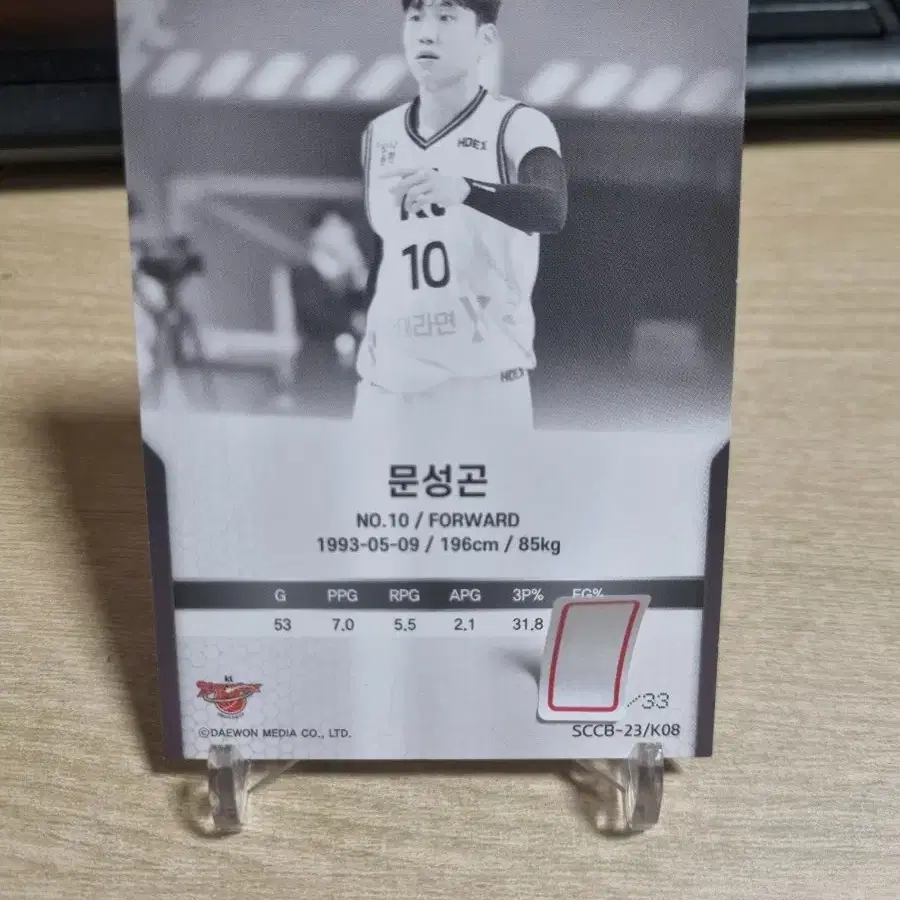 HDEX
10
라면
HDEX
문성곤
NO.10 / FORWARD
1993-05-09 / 196cm / 85kg
G PPG RPG APG 3P% FG%
53 7.0 5.5 2.1 31.8
kt
/33
©DAEWON MEDIA CO., LTD.
SCCB-23/K08